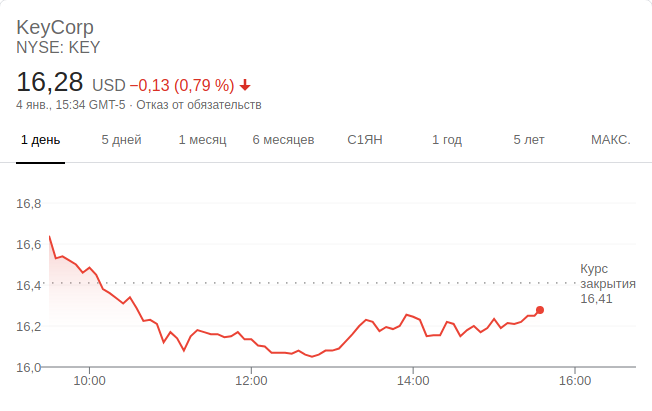 KeyCorp
NYSE: KEY
16,28 USD −0,13 (0,79 %)
4 янв., 15:34 GMT-5 · Отказ от обязательств
1 день 5 дней 1 месяц 6 месяцев С1ЯН 1 год 5 лет МАКС.
16,8
16,6
16,4
16,2
16,0
Курс
закрытия
16,41
10:00 12:00 14:00 16:00